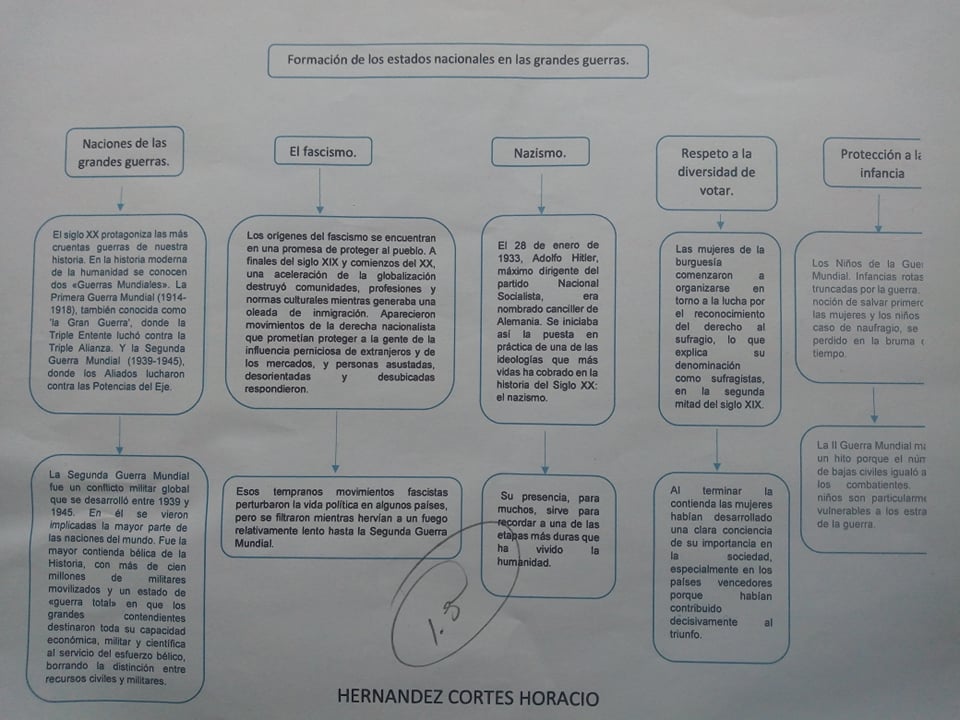 Formación de los estados nacionales en las grandes guerras.
Naciones de las
grandes guerras.
El siglo XX protagoniza las más
cruentas guerras de nuestra
historia. En la historia moderna
de la humanidad se conocen
dos «Guerras Mundiales». La
Primera Guerra Mundial (1914-
1918), también conocida como
'la Gran Guerra', donde la
Triple Entente luchó contra la
Triple Alianza. Y la Segunda
Guerra Mundial (1939-1945),
donde los Aliados lucharon
contra las Potencias del Eje.
La Segunda Guerra Mundial
fue un conflicto militar global
que se desarrolló entre 1939 y
1945. En él se vieron
implicadas la mayor parte de
las naciones del mundo. Fue la
mayor contienda bélica de la
Historia, con más de cien
millones de militares
movilizados y un estado de
«guerra total» en que los
grandes contendientes
destinaron toda su capacidad
económica, militar y científica
al servicio del esfuerzo bélico,
borrando la distinción entre
recursos civiles y militares.
El fascismo.
Los orígenes del fascismo se encuentran
en una promesa de proteger al pueblo. A
finales del siglo XIX y comienzos del XX,
una aceleración de la globalización
destruyó comunidades, profesiones y
normas culturales mientras generaba una
oleada de inmigración. Aparecieron
movimientos de la derecha nacionalista
que prometían proteger a la gente de la
influencia perniciosa de extranjeros y de
los mercados, y personas asustadas,
desorientadas y desubicadas
respondieron.
Esos tempranos movimientos fascistas
perturbaron la vida política en algunos países,
pero se filtraron mientras hervían a un fuego
relativamente lento hasta la Segunda Guerra
Mundial.
Nazismo.
El 28 de enero de
1933, Adolfo Hitler,
máximo dirigente del
partido Nacional
Socialista, era
nombrado canciller de
Alemania. Se iniciaba
así la puesta en
práctica de una de las
ideologías que más
vidas ha cobrado en la
historia del Siglo XX:
el nazismo.
Su presencia, para
muchos, sirve para
recordar a una de las
etapas más duras que
ha vivido la
humanidad.
Respeto a la
diversidad de
votar.
Las mujeres de la
burguesía
comenzaron a
organizarse en
torno a la lucha por
el reconocimiento
del derecho al
sufragio, lo que
explica su
denominación
como sufragistas,
en la segunda
mitad del siglo XIX.
Al terminar la
contienda las mujeres
habían desarrollado
una clara conciencia
de su importancia en
la sociedad,
especialmente en los
países vencedores
porque habían
contribuido
decisivamente al
triunfo.
Protección a la
infancia
Los Niños de la
Mundial. Infancias rotas
truncadas por la guerra.
noción de salvar primero
las mujeres y los niños
caso de naufragio, se
perdido en la bruma
tiempo.
La II Guerra Mundial
un hito porque el
de bajas civiles igualó a
los combatientes.
niños son
vulnerables a los
de la guerra.
1.8
HERNANDEZ CORTES HORACIO